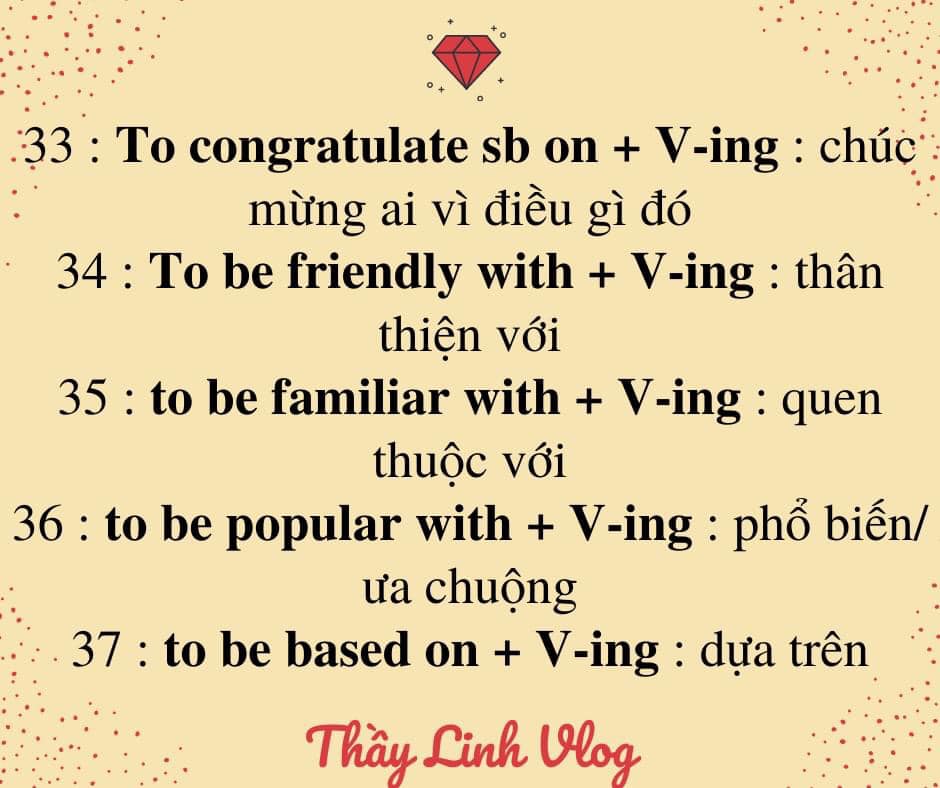 33 : To congratulate sb on + V-ing : chúc
mừng ai vì điều gì đó
34 : To be friendly with + V-ing : thân
thiện với
35 : to be familiar with + V-ing : quen
thuộc với
36 : to be popular with + V-ing : phổ biến/
ưa chuộng
37 : to be based on + V-ing : dựa trên
Thầy Linh Vlog